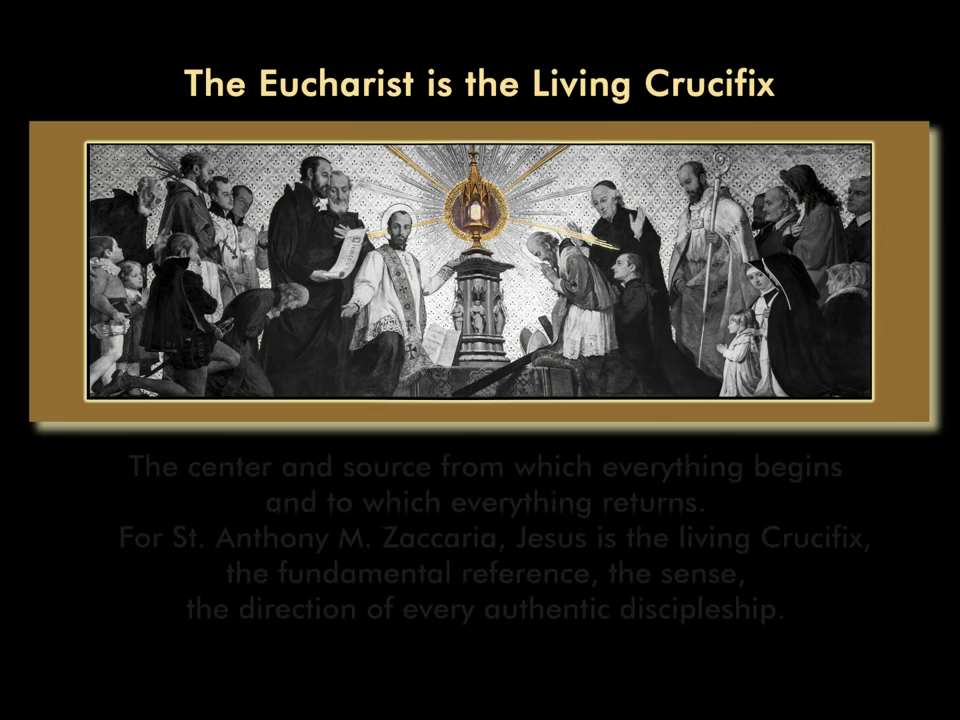 The Eucharist is the Living Crucifix
The center and source from which everything begins
and to which everything returns.
For St. Anthony M. Zaccaria, Jesus is the living Crucifix,
the fundamental reference, the sense,
the direction of every authentic discipleship.